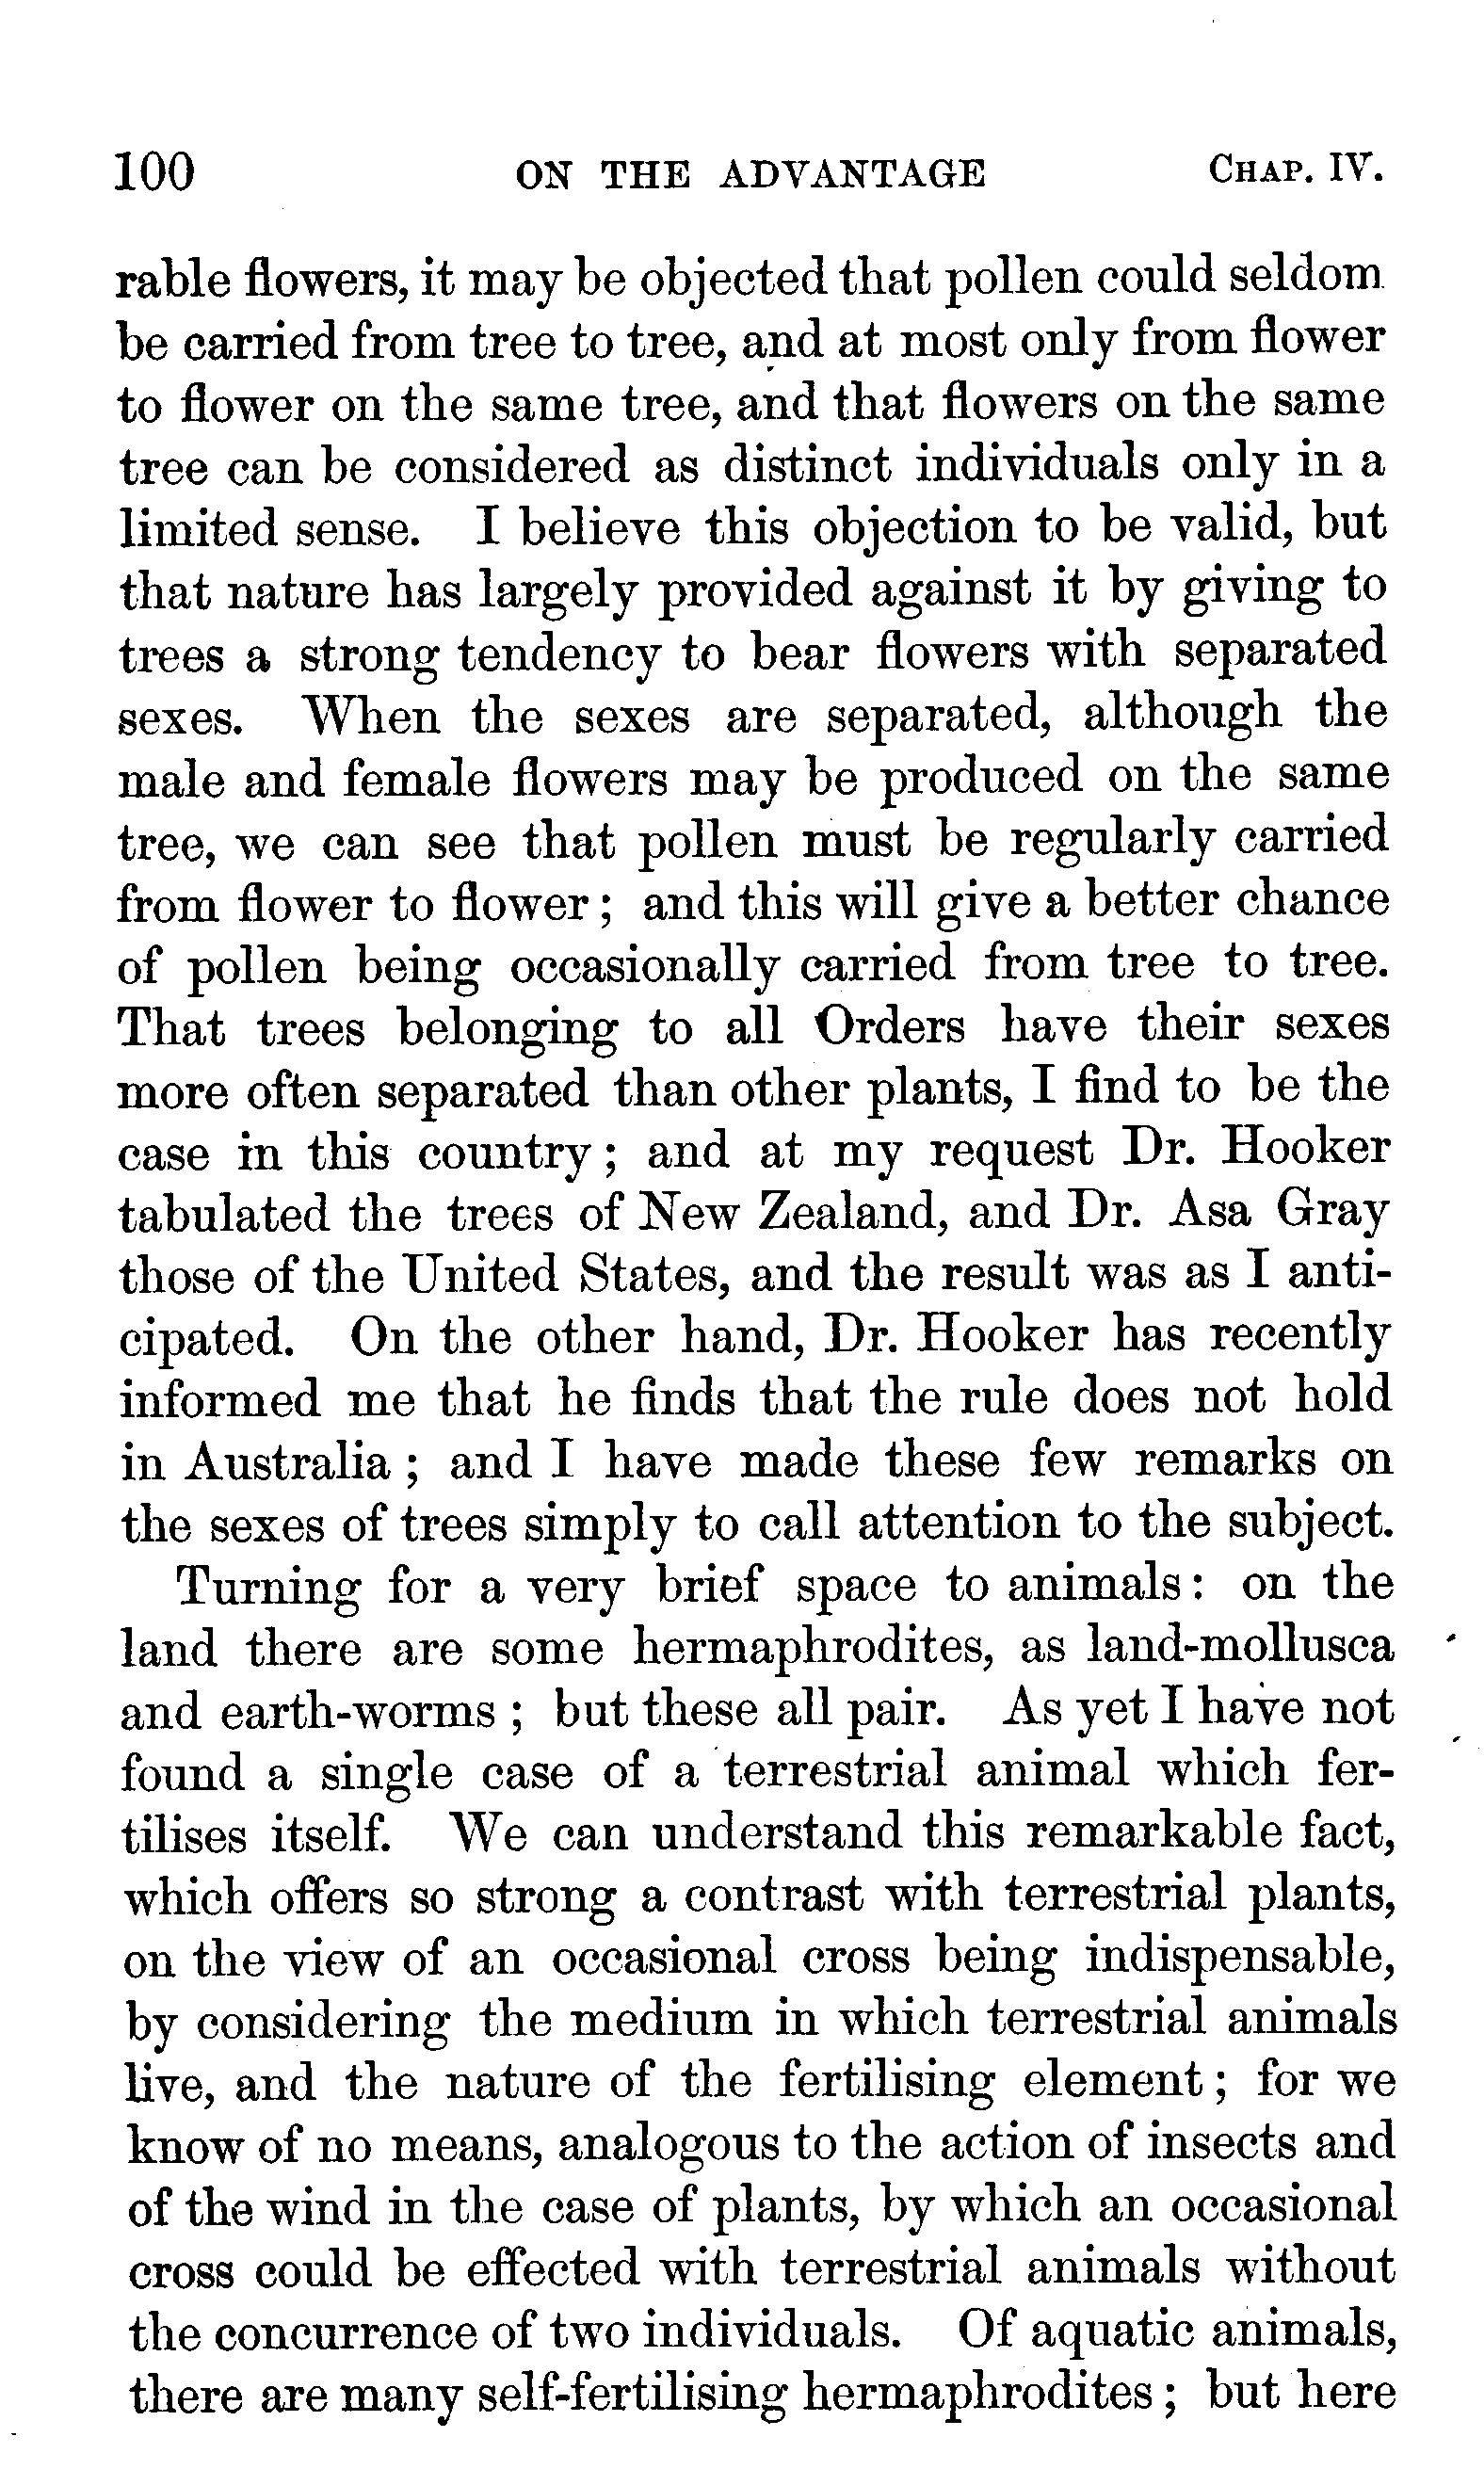 100 ON THE ADVANTAGE CHAP. IV.
rable flowers, it may be objected that pollen could seldom
be carried from tree to tree, and at most only from flower
to flower on the same tree, and that flowers on the same
tree can be considered as distinct individuals only in a
limited sense. I believe this objection to be valid, but
that nature has largely provided against it by giving to
trees a strong tendency to bear flowers with separated
sexes. When the sexes are separated, although the
male and female flowers may be produced on the same
tree, we can see that pollen must be regularly carried
from flower to flower ; and this will give a better chance
of pollen being occasionally carried from tree to tree.
That trees belonging to all Orders have their sexes
more often separated than other plants, I find to be the
case in this country ; and at my request Dr. Hooker
tabulated the trees of New Zealand, and Dr. Asa Gray
those of the United States, and the result was as I anti-
cipated. On the other hand, Dr. Hooker has recently
informed me that he finds that the rule does not hold
in Australia ; and I have made these few remarks on
the sexes of trees simply to call attention to the subject.
Turning for a very brief space to animals : on the
land there are some hermaphrodites, as land-mollusca
and earth-worms ; but these all pair. As yet I have not
found a single case of a terrestrial animal which fer-
tilises itself. We can understand this remarkable fact,
which offers so strong a contrast with terrestrial plants,
on the view of an occasional cross being indispensable,
by considering the medium in which terrestrial animals
live, and the nature of the fertilising element ; for we
know of no means, analogous to the action of insects and
of the wind in the case of plants, by which an occasional
cross could be effected with terrestrial animals without
the concurrence of two individuals. Of aquatic animals,
there are many self-fertilising hermaphrodites ; but here